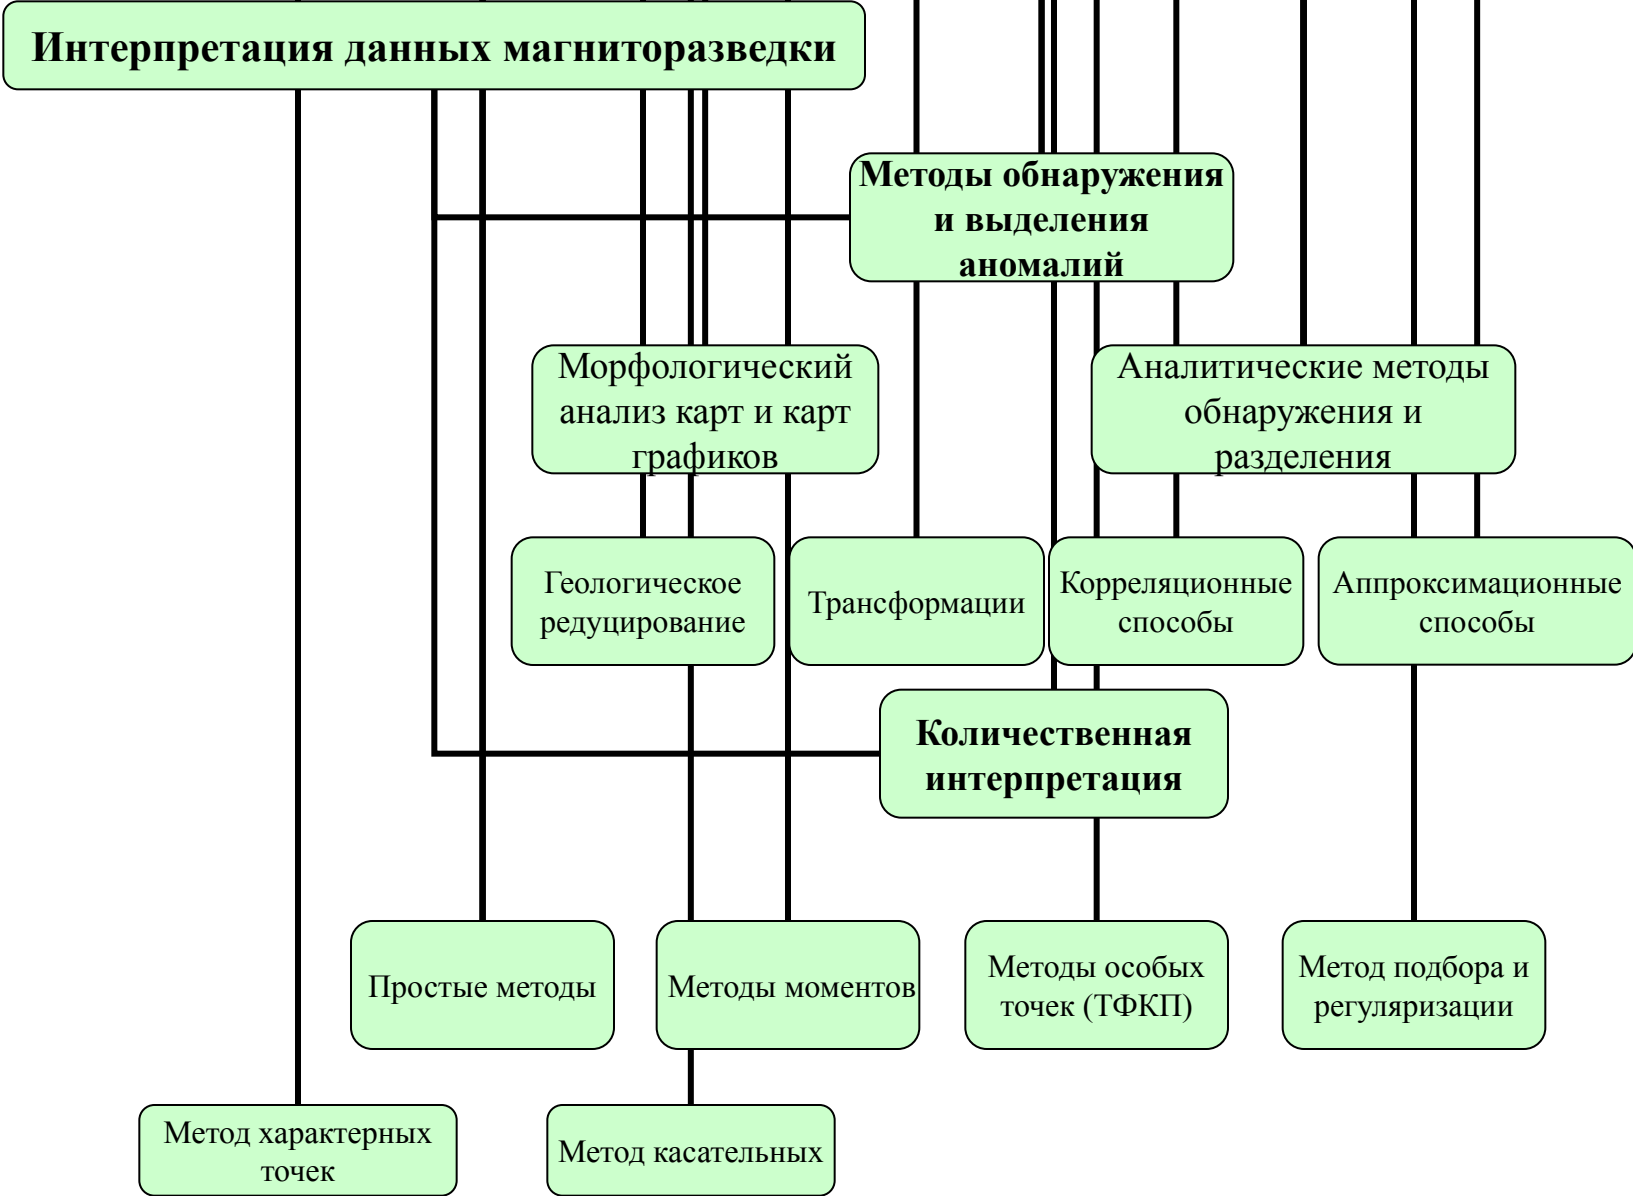 Интерпретация данных магниторазведки
Методы обнаружения
и выделения
аномалий
Морфологический
анализ карт и карт
графиков
Аналитические методы
обнаружения и
разделения
Геологическое
редуцирование
Трансформации
Корреляционные
способы
Аппроксимационные
способы
Количественная
интерпретация
Простые методы
Методы моментов
Методы особых
точек (ТФКП)
Метод подбора и
регуляризации
Метод характерных
точек
Метод касательных